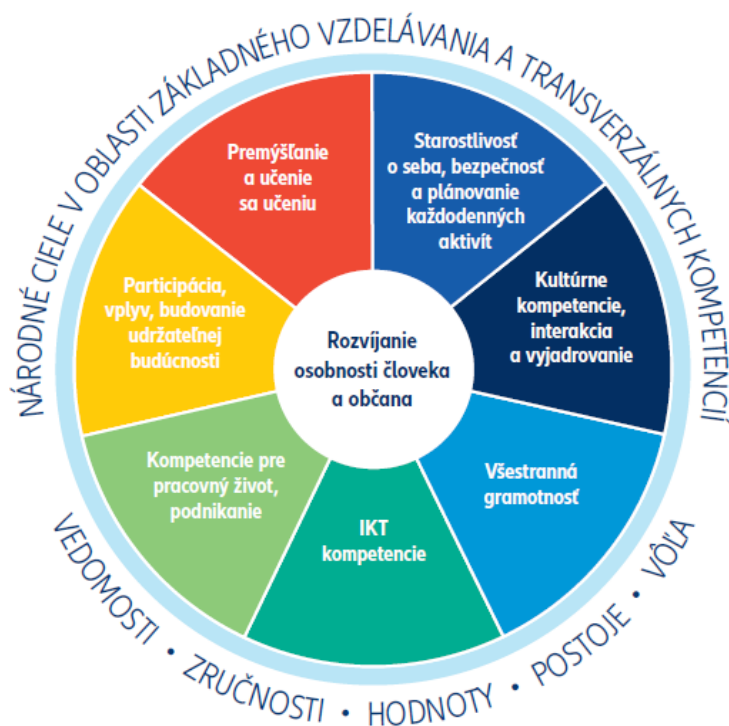 NÁRODNÉ CIELE V OBLASTI ZÁKLADNÉHO VZDELÁVANIA A TRANSVERZÁLNYCH KOMPETENCIÍ
Premýšľanie
a učenie
sa učeniu
Starostlivosť
o seba, bezpečnosť
a plánovanie
každodenných
aktivít
Kultúrne
kompetencie,
interakcia
a vyjadrovanie
Všestranná
gramotnosť
IKT
kompetencie
Kompetencie pre
pracovný život,
podnikanie
Participácia,
vplyv, budovanie
udržateľnej
budúcnosti
Rozvíjanie
osobnosti človeka
a občana
VEDOMOSTI • ZRUČNOSTI • HODNOTY • POSTOJE • VÔĽA